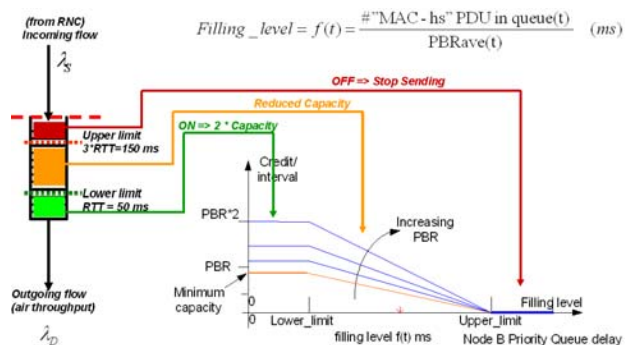 (from RNC)
Incoming flow
λS
Filling _ level = f(t) = #"MAC - hs" PDU in queue(t) / PBRave(t) (ms)
OFF => Stop Sending
Reduced Capacity
ON => 2 * Capacity
Upper limit
3*RTT=150 ms
Lower limit
RTT = 50 ms
Credit/
interval
PBR*2
Increasing
PBR
PBR
Minimum
capacity
0
0
Outgoing flow
(air throughput)
λD
Filling level
Lower_limit
Upper_limit
filling level f(t) ms
Node B Priority Queue delay